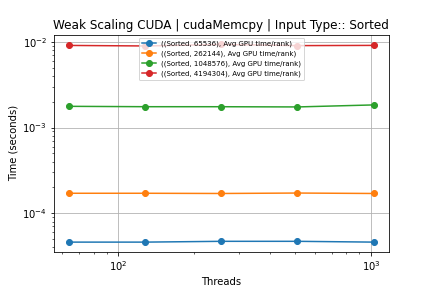 Weak Scaling CUDA | cudaMemcpy | Input Type:: Sorted
10⁻²
10⁻³
10⁻⁴
Time (seconds)
((Sorted, 65536), Avg GPU time/rank)
((Sorted, 262144), Avg GPU time/rank)
((Sorted, 1048576), Avg GPU time/rank)
((Sorted, 4194304), Avg GPU time/rank)
10²
10³
Threads